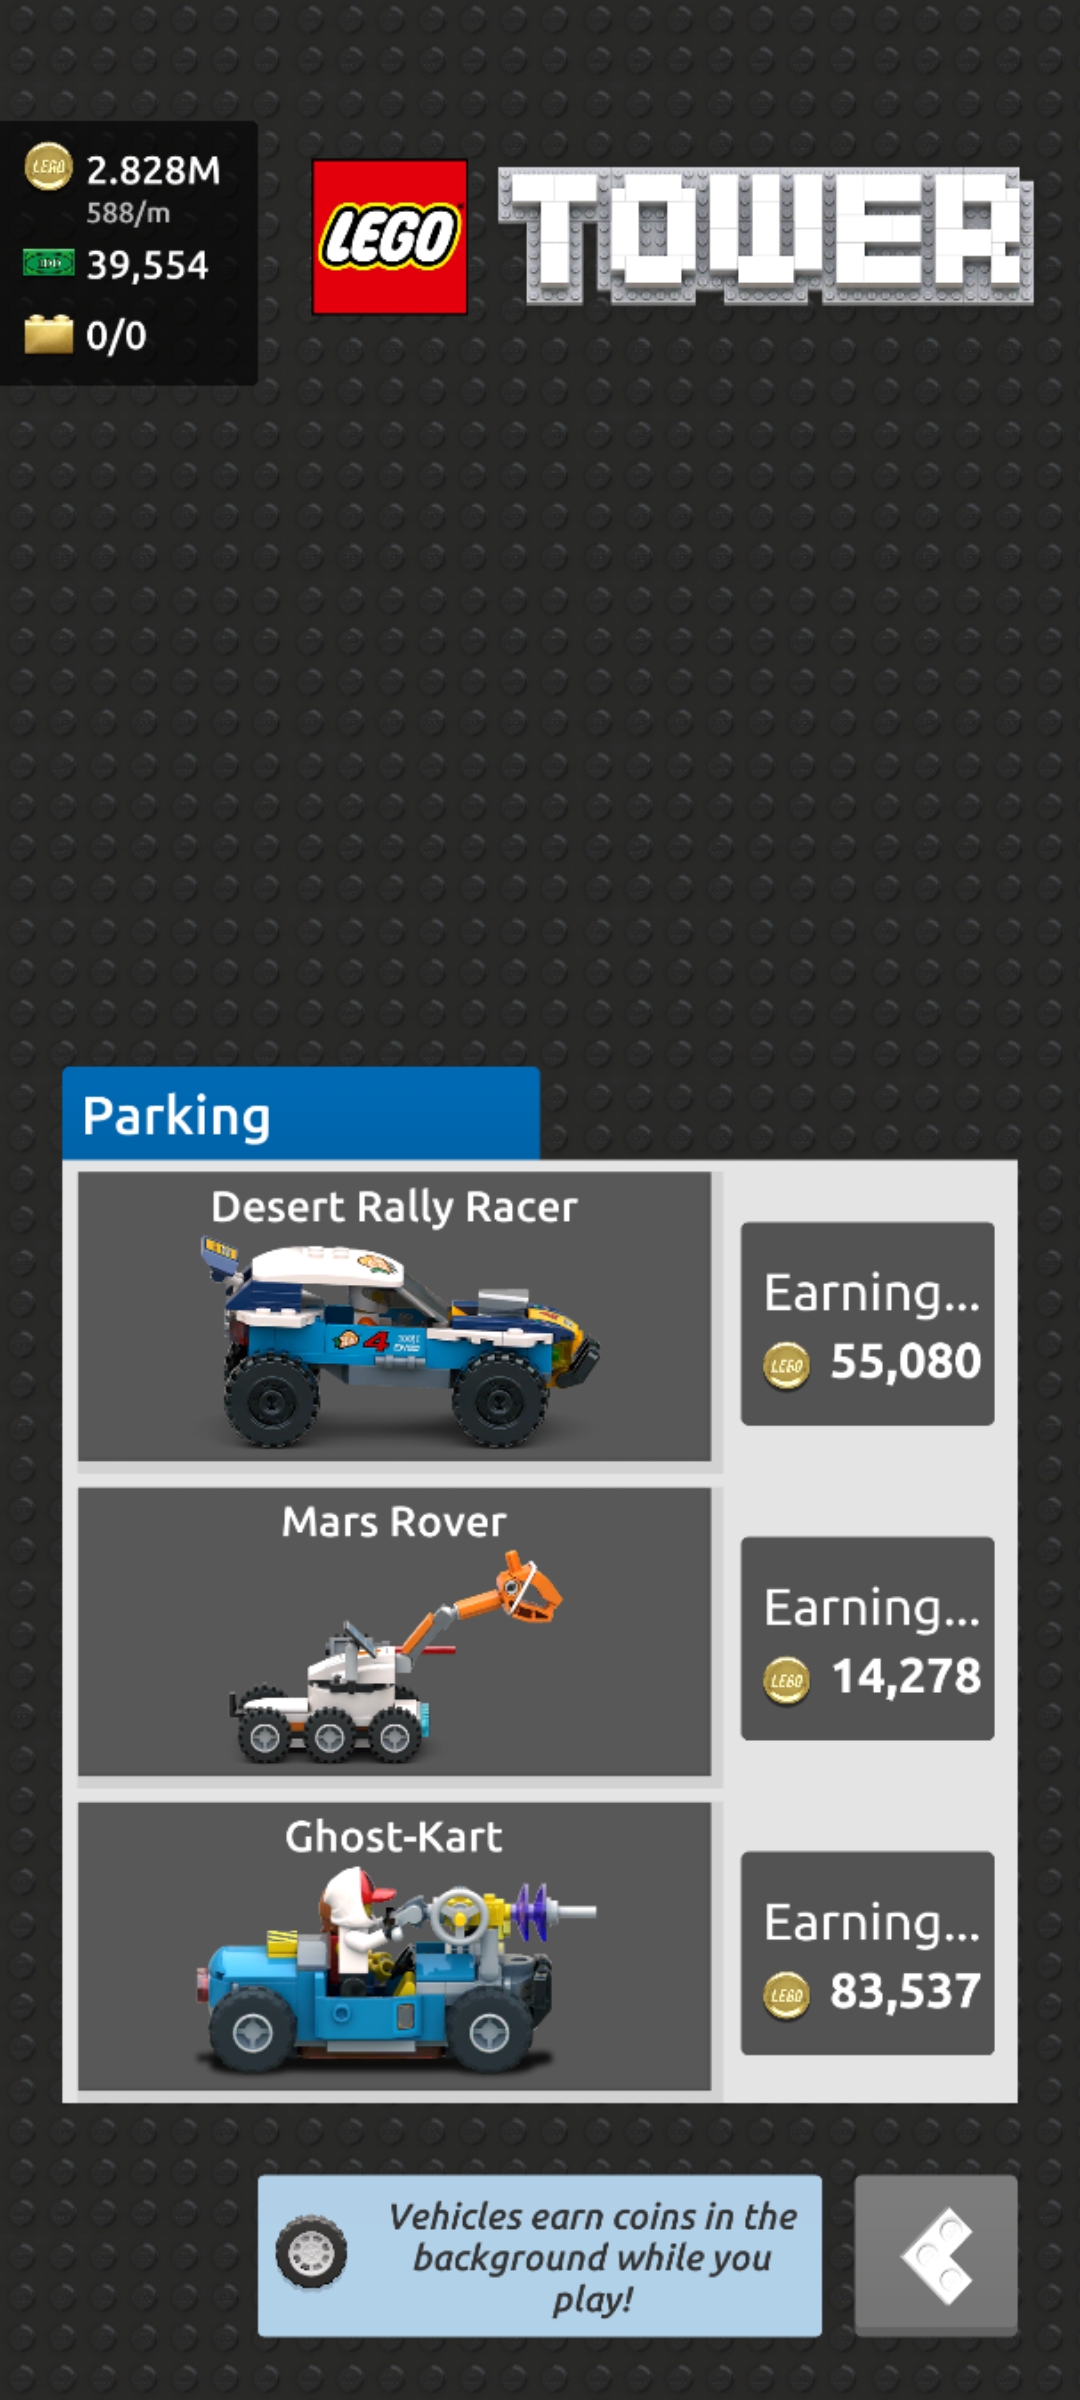 2.828M
588/m
39,554
0/0
LEGO
TOWER
Parking
Desert Rally Racer
4
Earning...
55,080
Mars Rover
Earning...
14,278
Ghost-Kart
Earning...
83,537
Vehicles earn coins in the
background while you
play!